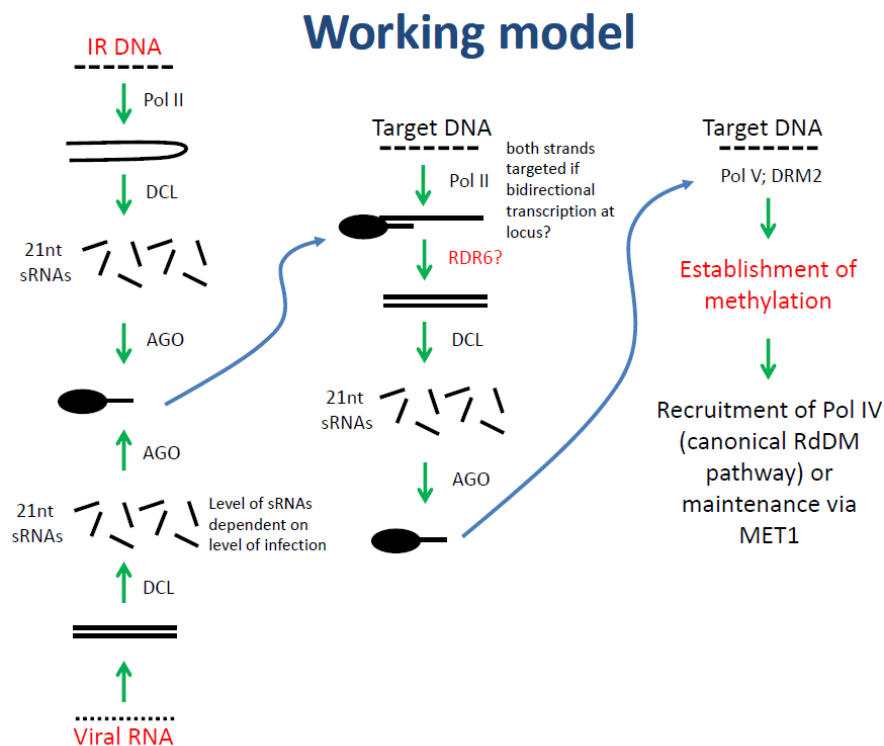 Working model
IR DNA
Pol II
DCL
21nt
sRNAs
AGO
AGO
21nt
sRNAs
Level of sRNAs
dependent on
level of infection
DCL
Viral RNA
Target DNA
both strands
targeted if
bidirectional
transcription at
locus?
Pol II
RDR6?
DCL
21nt
sRNAs
AGO
Target DNA
Pol V; DRM2
Establishment of
methylation
Recruitment of Pol IV
(canonical RdDM
pathway) or
maintenance via
MET1